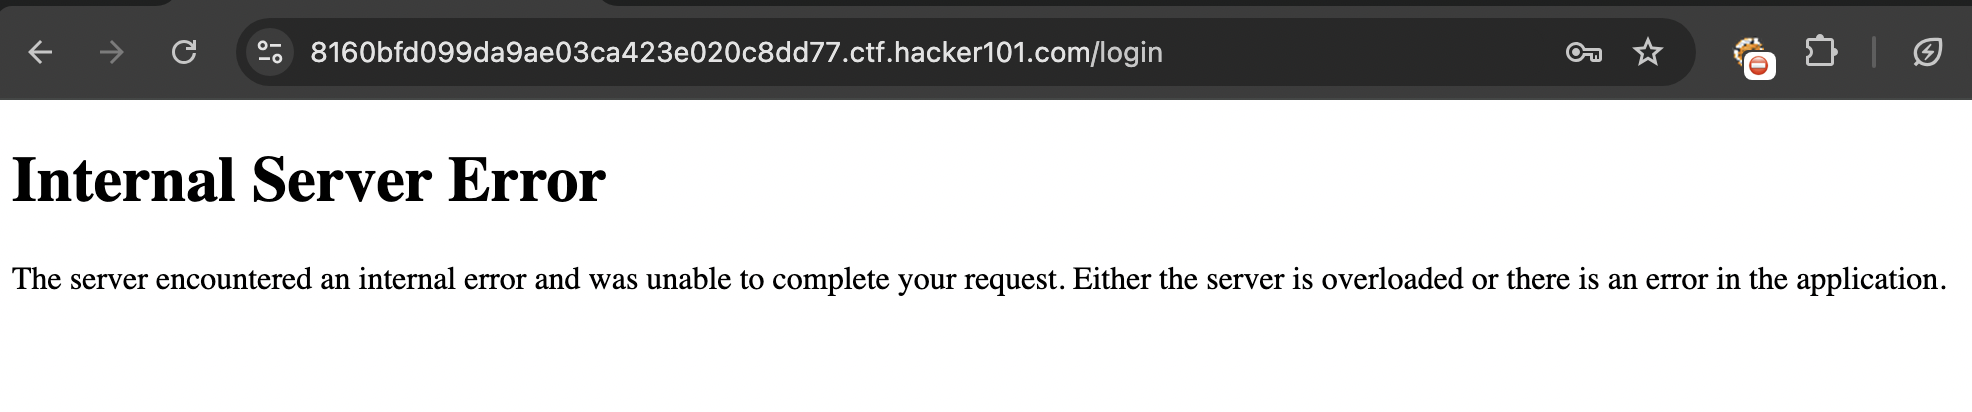 8160bfd099da9ae03ca423e020c8dd77.ctf.hacker101.com/login
Internal Server Error
The server encountered an internal error and was unable to complete your request. Either the server is overloaded or there is an error in the application.